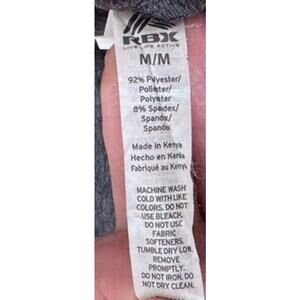 RBX
LIVE LIFE ACTIVE
M/M
92% Polyester/
Poliester/
Polyester
8% Spandex/
Spandex/
Spandex
Made in Kenya
Hecho en Kenia
Fabriqué au Kenya
MACHINE WASH
COLD WITH LIKE
COLORS. DO NOT
USE BLEACH.
DO NOT USE
FABRIC
SOFTENERS.
TUMBLE DRY LOW.
REMOVE
PROMPTLY.
DO NOT IRON. DO
NOT DRY CLEAN.